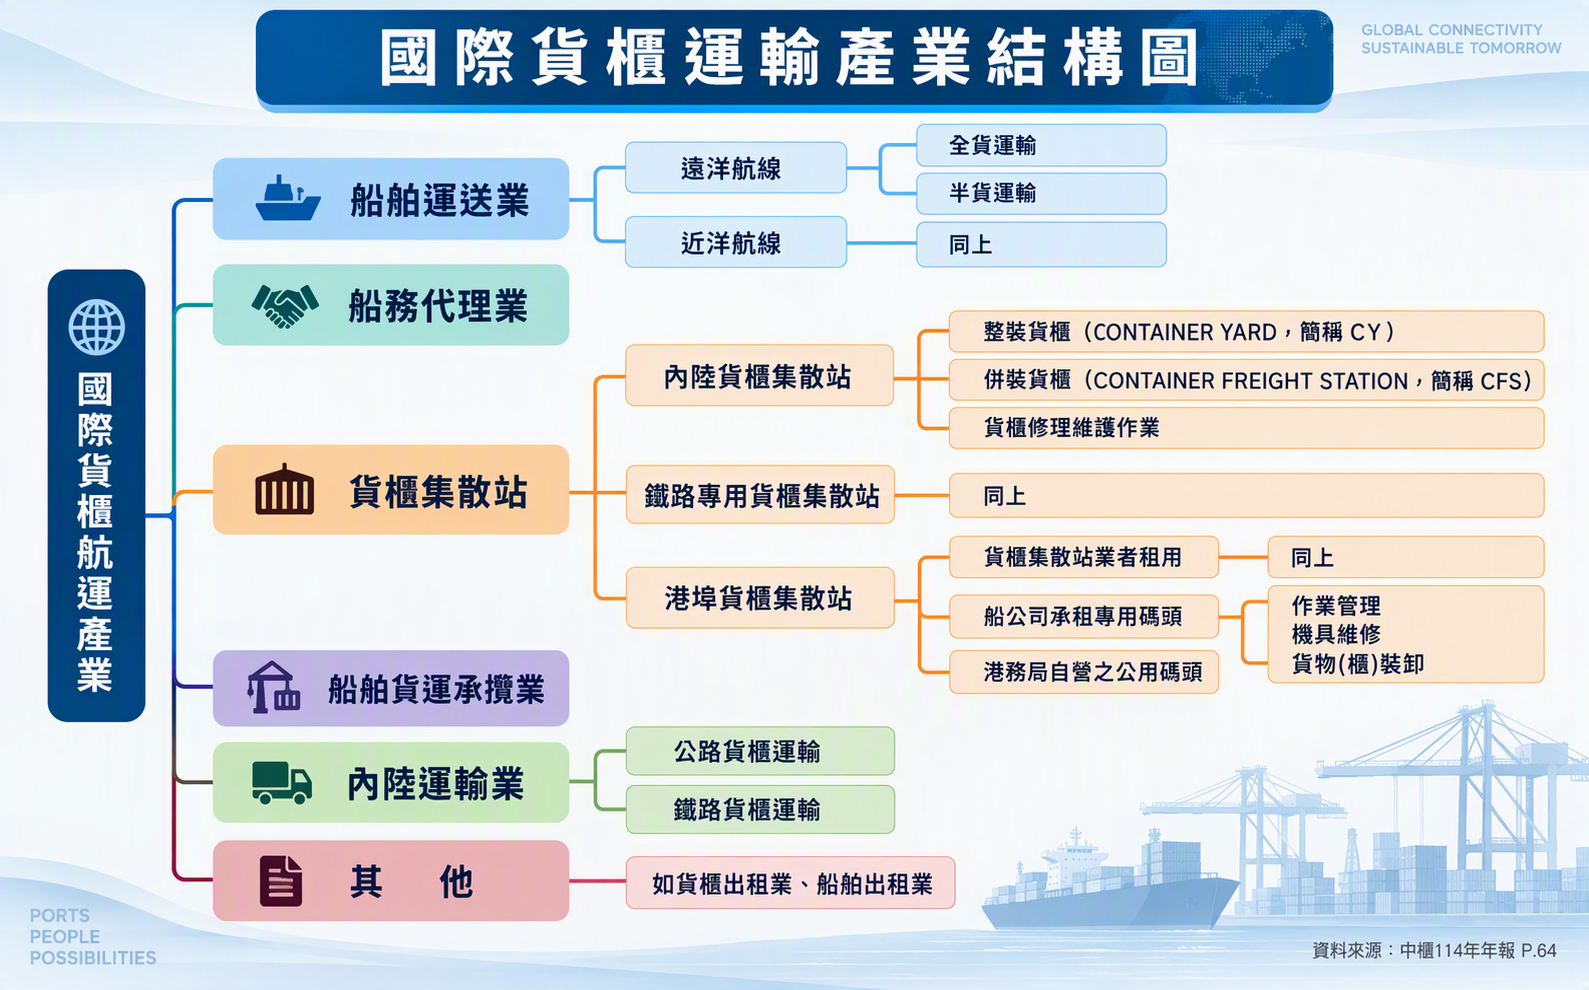 國際貨櫃運輸產業結構圖
GLOBAL CONNECTIVITY
SUSTAINABLE TOMORROW
國際貨櫃航運產業
船舶運送業
遠洋航線
全貨運輸
半貨運輸
近洋航線
同上
船務代理業
貨櫃集散站
內陸貨櫃集散站
整裝貨櫃（CONTAINER YARD，簡稱 CY）
併裝貨櫃（CONTAINER FREIGHT STATION，簡稱 CFS）
貨櫃修理維護作業
鐵路專用貨櫃集散站
同上
港埠貨櫃集散站
貨櫃集散站業者租用
同上
船公司承租專用碼頭
作業管理
機具維修
貨物(櫃)裝卸
港務局自營之公用碼頭
船舶貨運承攬業
內陸運輸業
公路貨櫃運輸
鐵路貨櫃運輸
其 他
如貨櫃出租業、船舶出租業
PORTS
PEOPLE
POSSIBILITIES
資料來源：中櫃114年年報 P.64